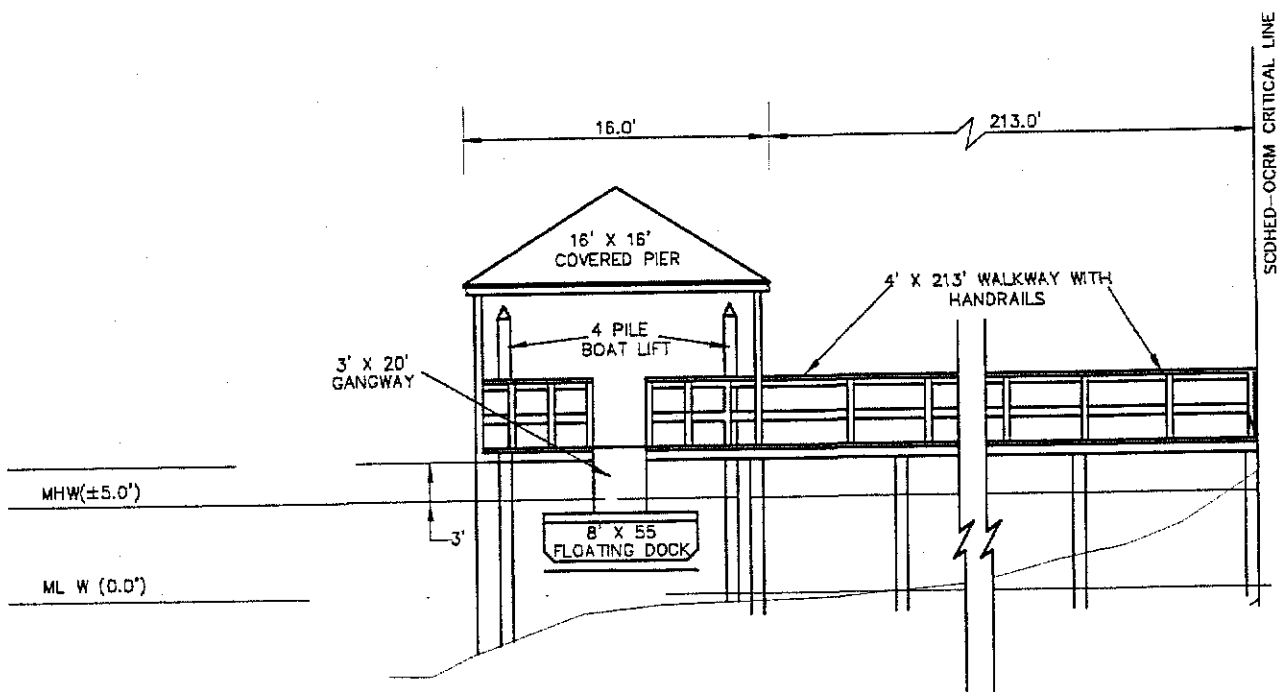 SCDHED-OCRM CRITICAL LINE
16.0'
213.0'
16' X 16'
COVERED PIER
4' X 213' WALKWAY WITH
HANDRAILS
4 PILE
BOAT LIFT
3' X 20'
GANGWAY
MHW(±5.0')
3'
8' X 55
FLOATING DOCK
ML W (0.0')